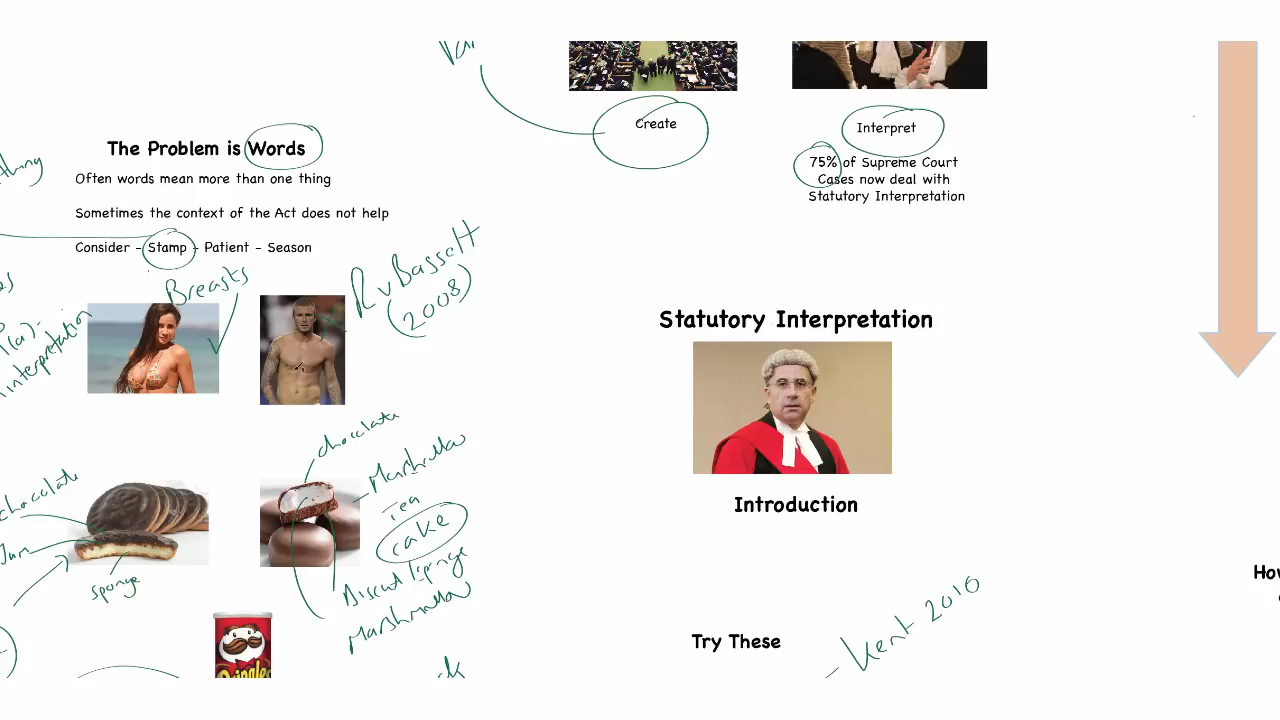 Create
Interpret
75% of Supreme Court
Cases now deal with
Statutory Interpretation
The Problem is Words
Often words mean more than one thing
Sometimes the context of the Act does not help
Consider - Stamp - Patient - Season
Breasts
R v Bassett
(2008)
interpretation
Statutory Interpretation
Introduction
chocolate
Jam
sponge
chocolate
Marshmallow
Tea
cake
Biscuit
Marshmallow
Pringles
Try These
- Kent 2010